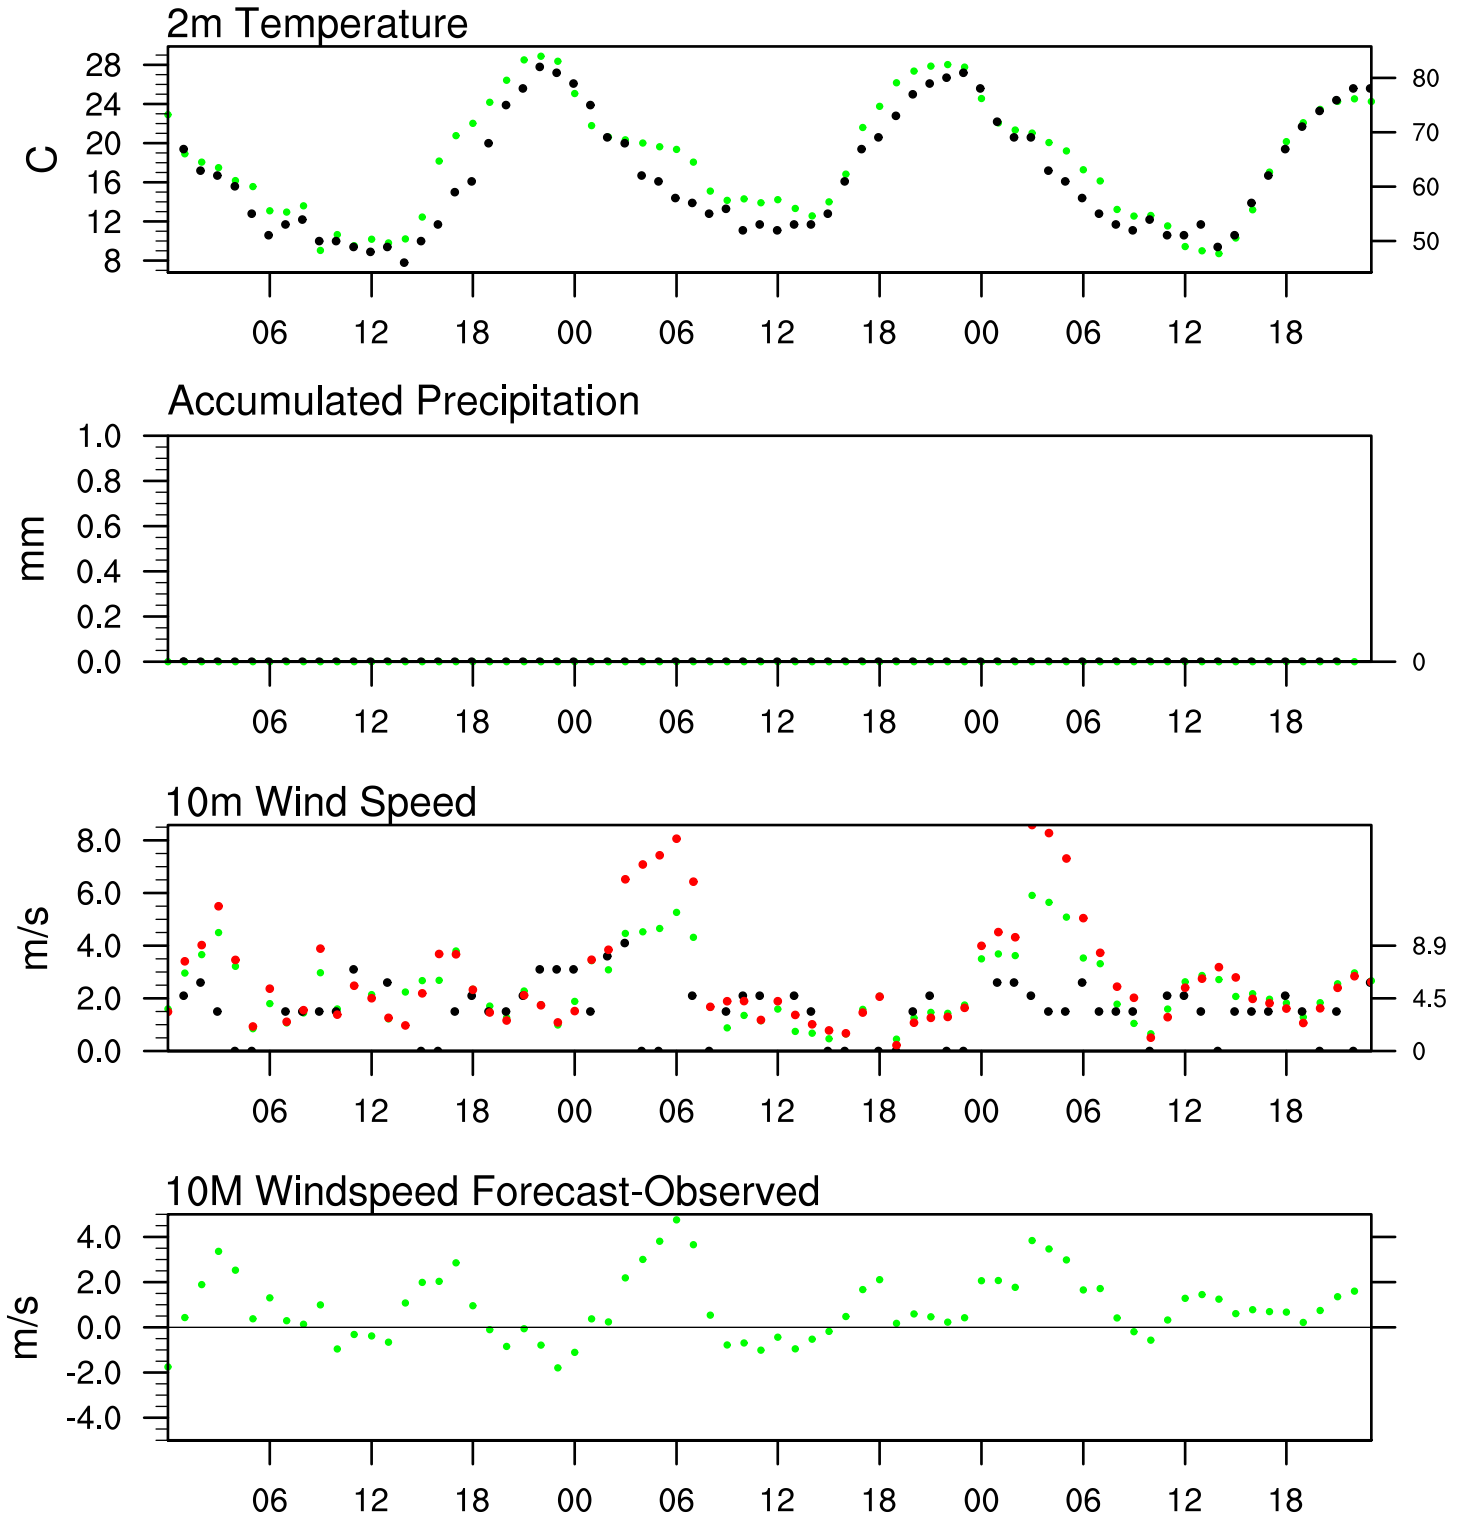 2m Temperature
28
24
20
16
12
8
C
80
70
60
50
06 12 18 00 06 12 18 00 06 12 18
Accumulated Precipitation
1.0
0.8
0.6
0.4
0.2
0.0
mm
0
06 12 18 00 06 12 18 00 06 12 18
10m Wind Speed
8.0
6.0
4.0
2.0
0.0
m/s
8.9
4.5
0
06 12 18 00 06 12 18 00 06 12 18
10M Windspeed Forecast-Observed
4.0
2.0
0.0
-2.0
-4.0
m/s
06 12 18 00 06 12 18 00 06 12 18